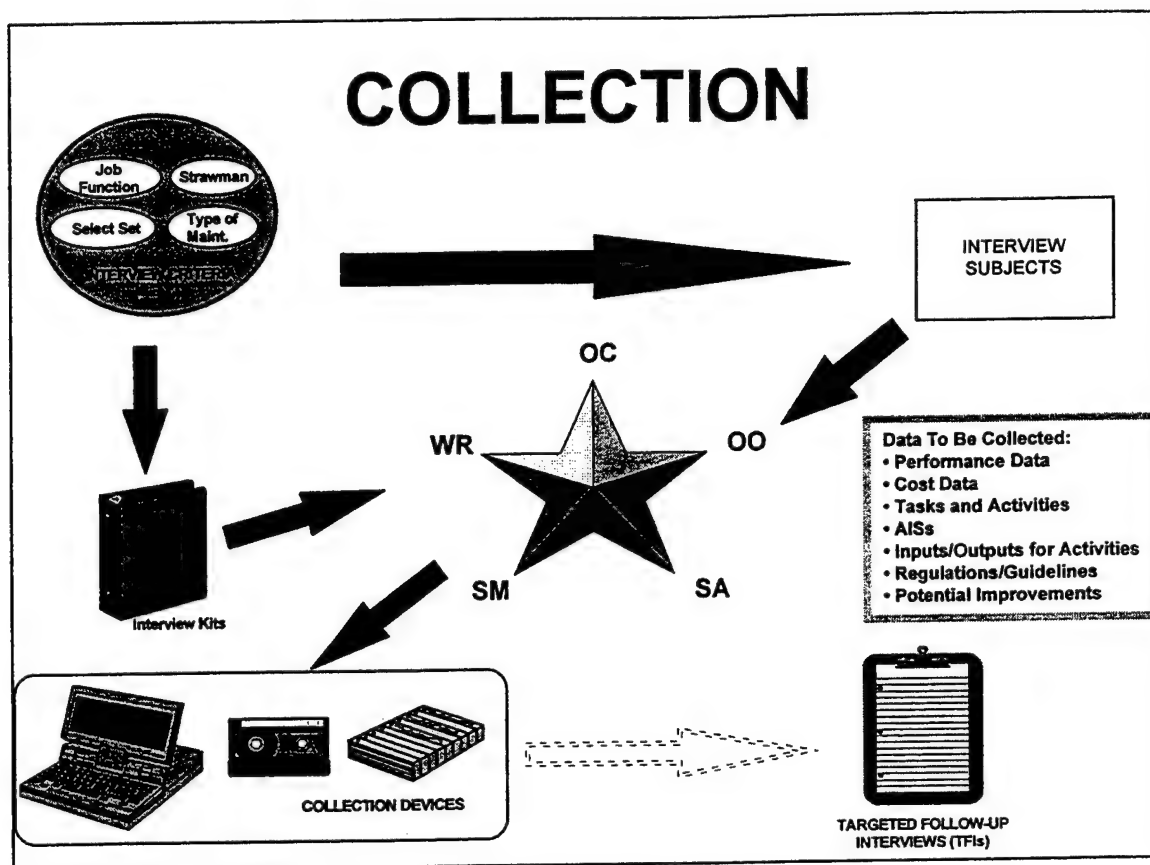 COLLECTION
Job
Function
Strawman
Select Set
Type of
Maint.
INTERVIEW CRITERIA
INTERVIEW
SUBJECTS
OC
WR
OO
SM
SA
Data To Be Collected:
• Performance Data
• Cost Data
• Tasks and Activities
• AISs
• Inputs/Outputs for Activities
• Regulations/Guidelines
• Potential Improvements
Interview Kits
COLLECTION DEVICES
TARGETED FOLLOW-UP
INTERVIEWS (TFIs)